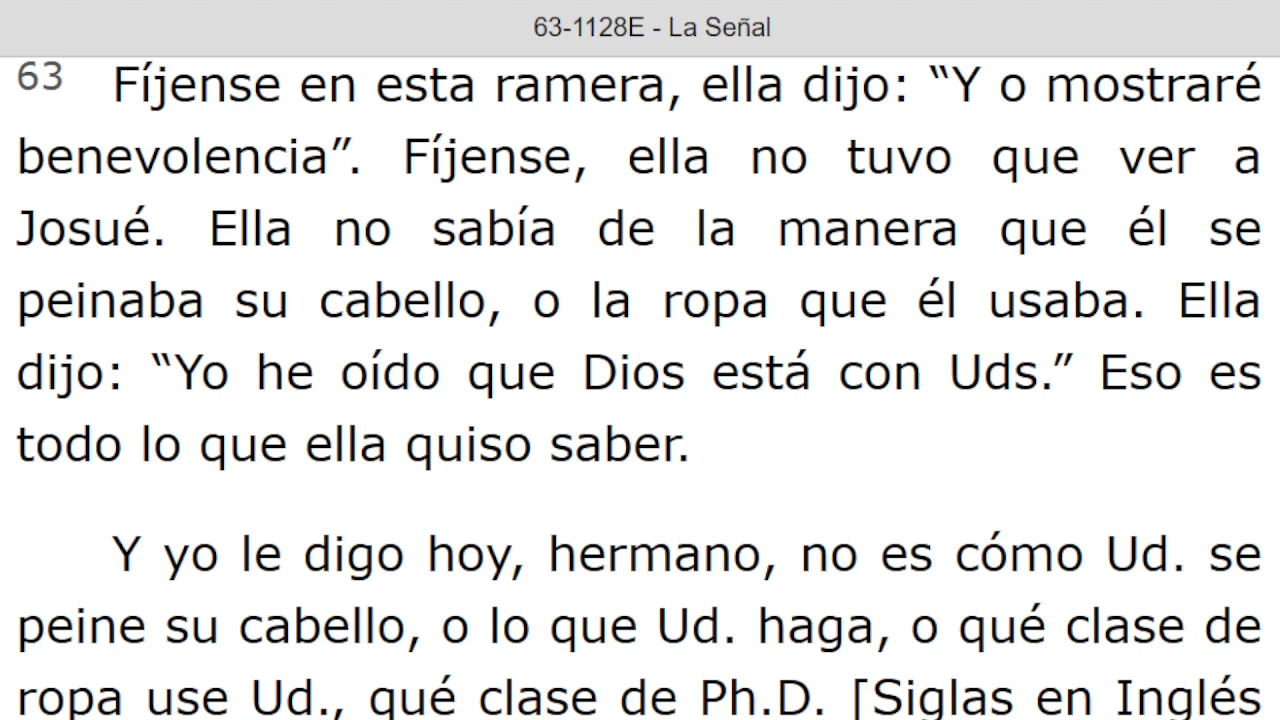 63-1128E - La Señal
63 Fíjense en esta ramera, ella dijo: “Y o mostraré
benevolencia”. Fíjense, ella no tuvo que ver a
Josué. Ella no sabía de la manera que él se
peinaba su cabello, o la ropa que él usaba. Ella
dijo: “Yo he oído que Dios está con Uds.” Eso es
todo lo que ella quiso saber.
Y yo le digo hoy, hermano, no es cómo Ud. se
peine su cabello, o lo que Ud. haga, o qué clase de
ropa use Ud., qué clase de Ph.D. [Siglas en Inglés